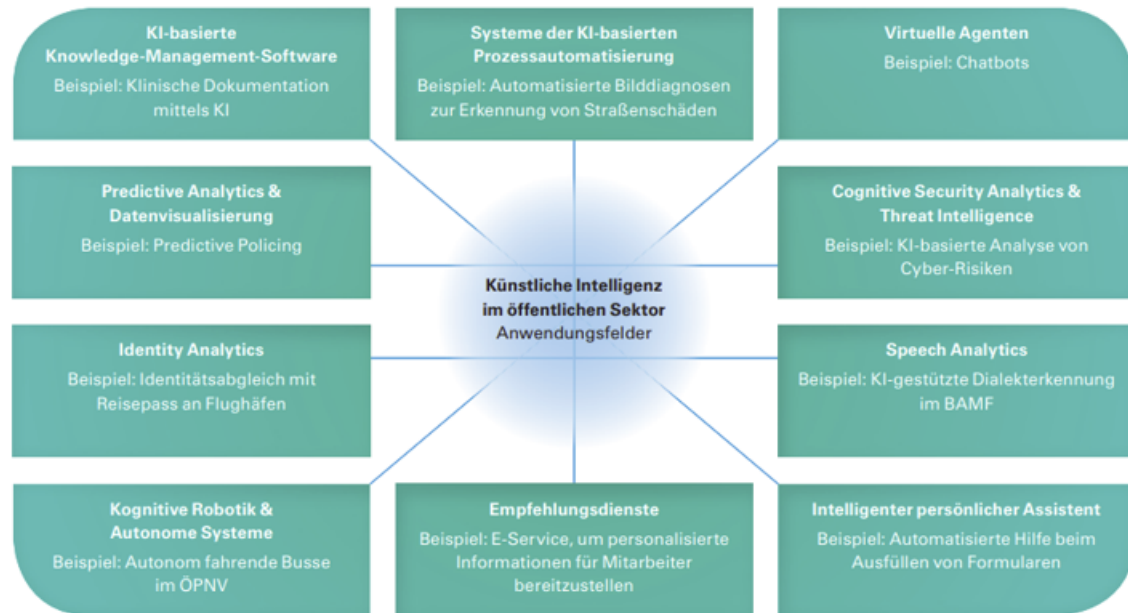 KI-basierte
Knowledge-Management-Software
Beispiel: Klinische Dokumentation
mittels KI
Systeme der KI-basierten
Prozessautomatisierung
Beispiel: Automatisierte Bilddiagnosen
zur Erkennung von Straßenschäden
Virtuelle Agenten
Beispiel: Chatbots
Predictive Analytics &
Datenvisualisierung
Beispiel: Predictive Policing
Cognitive Security Analytics &
Threat Intelligence
Beispiel: KI-basierte Analyse von
Cyber-Risiken
Künstliche Intelligenz
im öffentlichen Sektor
Anwendungsfelder
Identity Analytics
Beispiel: Identitätsabgleich mit
Reisepass an Flughäfen
Speech Analytics
Beispiel: KI-gestützte Dialekterkennung
im BAMF
Kognitive Robotik &
Autonome Systeme
Beispiel: Autonom fahrende Busse
im ÖPNV
Empfehlungsdienste
Beispiel: E-Service, um personalisierte
Informationen für Mitarbeiter
bereitzustellen
Intelligenter persönlicher Assistent
Beispiel: Automatisierte Hilfe beim
Ausfüllen von Formularen